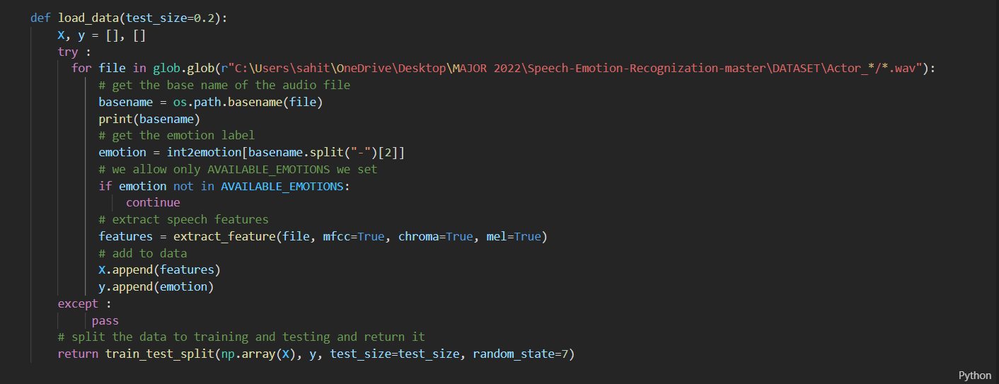 def load_data(test_size=0.2):
    X, y = [], []
    try :
      for file in glob.glob(r"C:\Users\sahit\OneDrive\Desktop\MAJOR 2022\Speech-Emotion-Recognization-master\DATASET\Actor_*/*.wav"):
          # get the base name of the audio file
          basename = os.path.basename(file)
          print(basename)
          # get the emotion label
          emotion = int2emotion[basename.split("-")[2]]
          # we allow only AVAILABLE_EMOTIONS we set
          if emotion not in AVAILABLE_EMOTIONS:
              continue
          # extract speech features
          features = extract_feature(file, mfcc=True, chroma=True, mel=True)
          # add to data
          X.append(features)
          y.append(emotion)
    except :
         pass
    # split the data to training and testing and return it
    return train_test_split(np.array(X), y, test_size=test_size, random_state=7)
Python